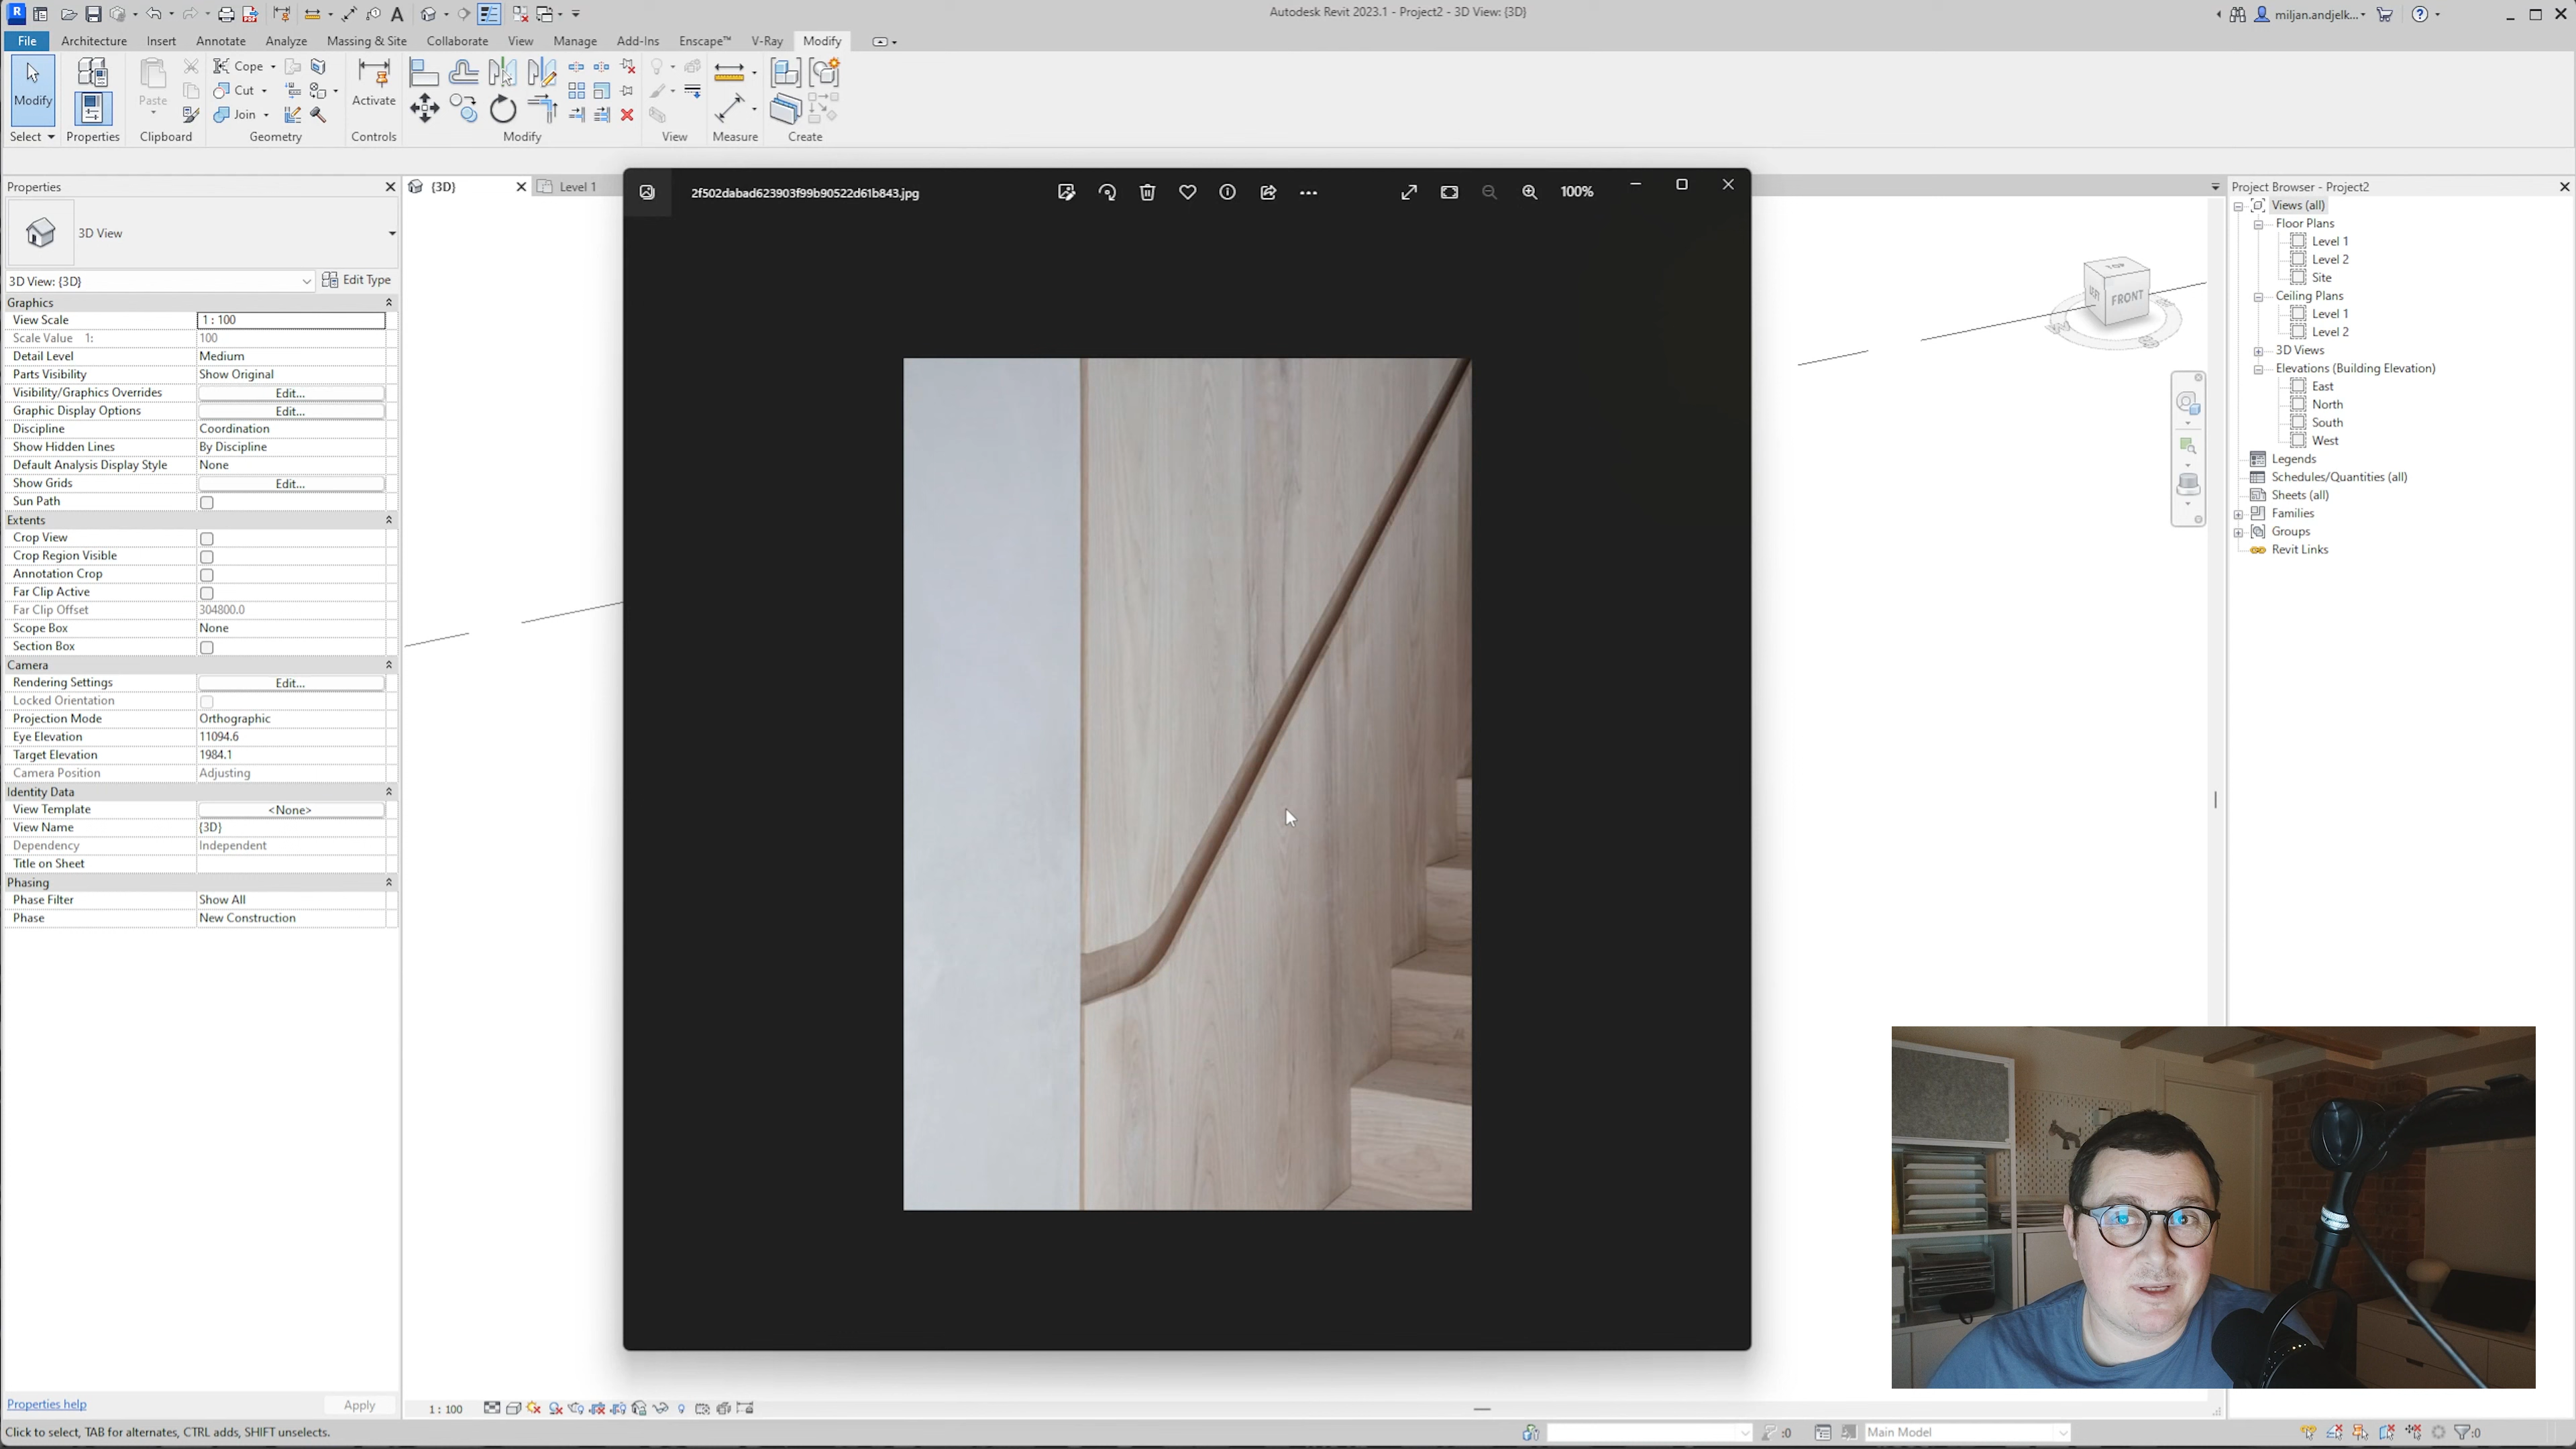 Autodesk Revit 2023.1 - Project2 - 3D View: {3D}
miljan.andjelk...
File Architecture Insert Annotate Analyze Massing & Site Collaborate View Manage Add-Ins Enscape™ V-Ray Modify
Modify
Paste
Cope
Cut
Join
Activate
Select Properties Clipboard Geometry Controls Modify View Measure Create
Properties
3D View
3D View: {3D} Edit Type
Graphics
View Scale 1 : 100
Scale Value 1: 100
Detail Level Medium
Parts Visibility Show Original
Visibility/Graphics Overrides Edit...
Graphic Display Options Edit...
Discipline Coordination
Show Hidden Lines By Discipline
Default Analysis Display Style None
Show Grids Edit...
Sun Path
Extents
Crop View
Crop Region Visible
Annotation Crop
Far Clip Active
Far Clip Offset 304800.0
Scope Box None
Section Box
Camera
Rendering Settings Edit...
Locked Orientation
Projection Mode Orthographic
Eye Elevation 11094.6
Target Elevation 1984.1
Camera Position Adjusting
Identity Data
View Template <None>
View Name {3D}
Dependency Independent
Title on Sheet
Phasing
Phase Filter Show All
Phase New Construction
Properties help Apply
{3D} Level 1
2f502dabad623903f99b90522d61b843.jpg 100%
TOP
FRONT
Project Browser - Project2
Views (all)
Floor Plans
Level 1
Level 2
Site
Ceiling Plans
Level 1
Level 2
3D Views
Elevations (Building Elevation)
East
North
South
West
Legends
Schedules/Quantities (all)
Sheets (all)
Families
Groups
Revit Links
1 : 100
Click to select, TAB for alternates, CTRL adds, SHIFT unselects.
:0
Main Model
:0